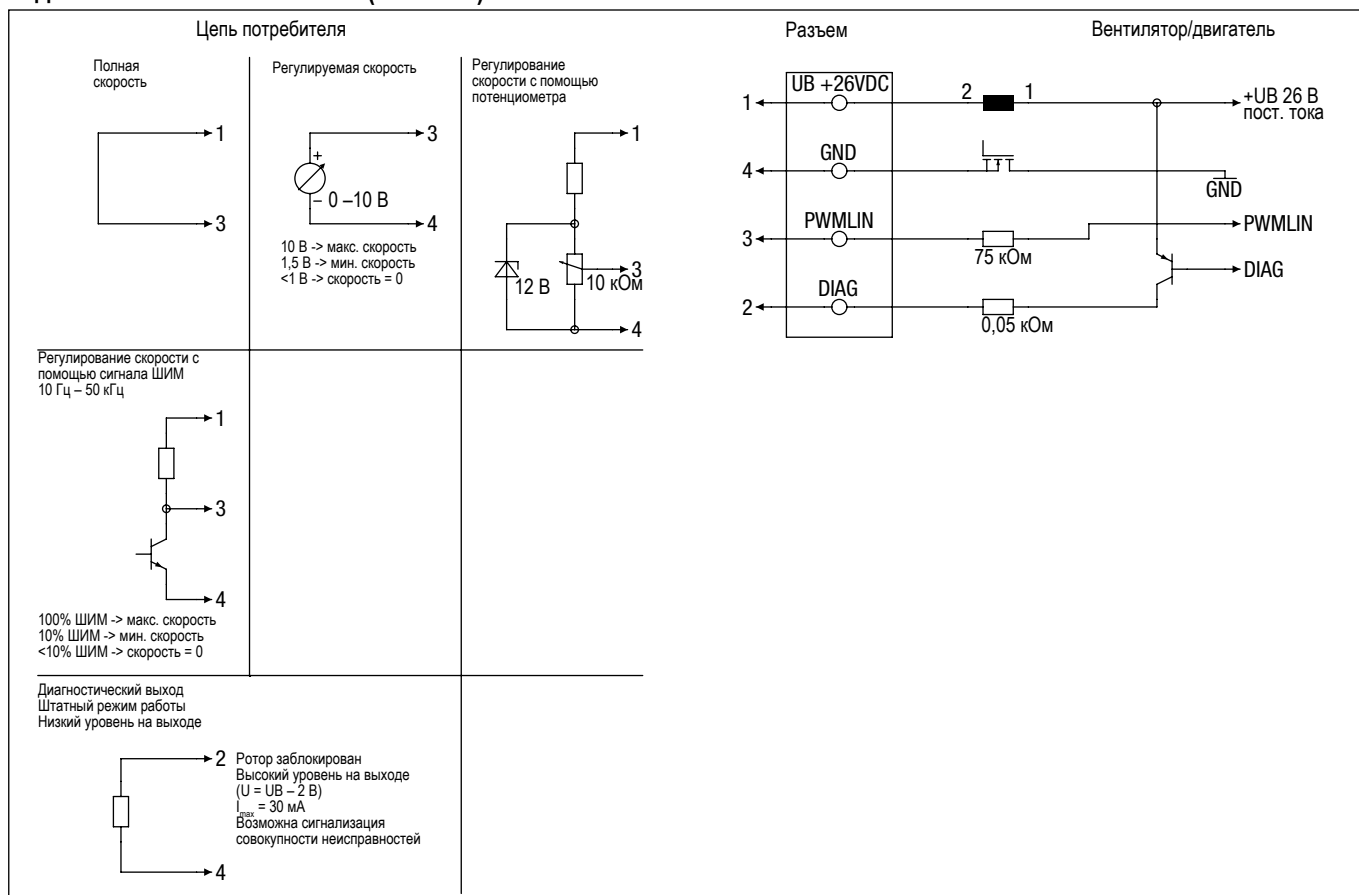 Цепь потребителя
Полная
скорость
1
3
Регулируемая скорость
3
+
– 0 –10 В
4
10 В -> макс. скорость
1,5 В -> мин. скорость
<1 В -> скорость = 0
Регулирование
скорости с помощью
потенциометра
1
3
12 В
10 кОм
4
Регулирование скорости с
помощью сигнала ШИМ
10 Гц – 50 кГц
1
3
4
100% ШИМ -> макс. скорость
10% ШИМ -> мин. скорость
<10% ШИМ -> скорость = 0
Диагностический выход
Штатный режим работы
Низкий уровень на выходе
2
Ротор заблокирован
Высокий уровень на выходе
(U = UB – 2 В)
Imax = 30 мА
Возможна сигнализация
совокупности неисправностей
4
Разъем
Вентилятор/двигатель
UB +26VDC
1
2
1
+UB 26 В
пост. тока
GND
4
GND
PWMLIN
3
75 кОм
PWMLIN
DIAG
DIAG
2
0,05 кОм